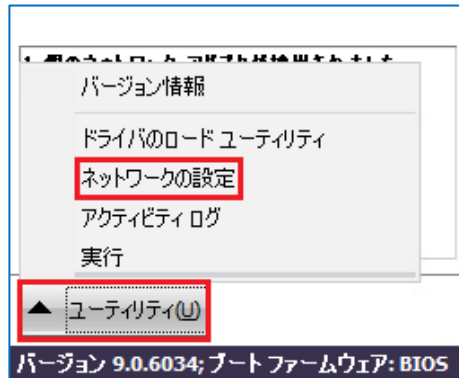 バージョン情報
ドライバのロード ユーティリティ
ネットワークの設定
アクティビティ ログ
実行
▲ ユーティリティ(U)
バージョン 9.0.6034; ブート ファームウェア: BIOS